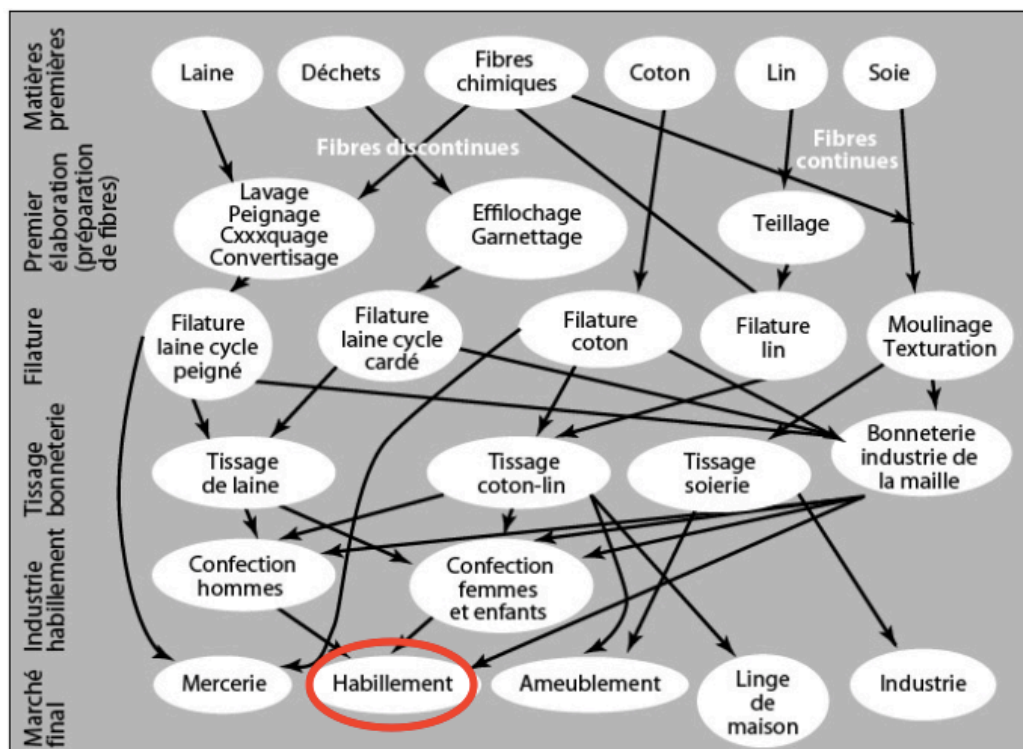 Matières
premières
Laine
Déchets
Fibres
chimiques
Coton
Lin
Soie
Fibres discontinues
Fibres
continues
Premier
élaboration
(préparation
de fibres)
Lavage
Peignage
Cxxxquage
Convertisage
Effilochage
Garnettage
Teillage
Filature
Filature
laine cycle
peigné
Filature
laine cycle
cardé
Filature
coton
Filature
lin
Moulinage
Texturation
Tissage
bonneterie
Tissage
de laine
Tissage
coton-lin
Tissage
soierie
Bonneterie
industrie de
la maille
Industrie
habillement
Confection
hommes
Confection
femmes
et enfants
Marché
final
Mercerie
Habillement
Ameublement
Linge
de
maison
Industrie